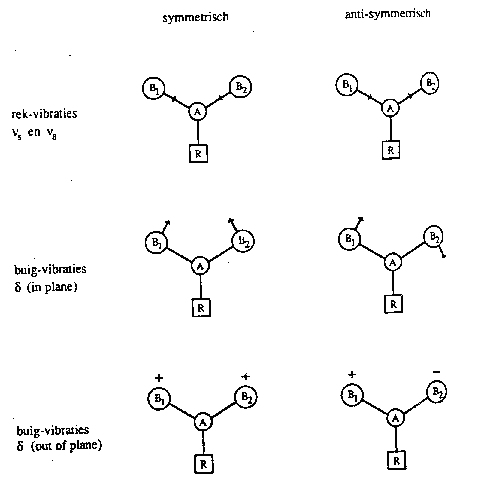 symmetrisch anti-symmetrisch
B1 B2 B1 B2
rek-vibraties A A
νs en νa
R R
B1 B2 B1 B2
buig-vibraties A A
δ (in plane)
R R
+ + + -
B1 B2 B1 B2
buig-vibraties A A
δ (out of plane)
R R